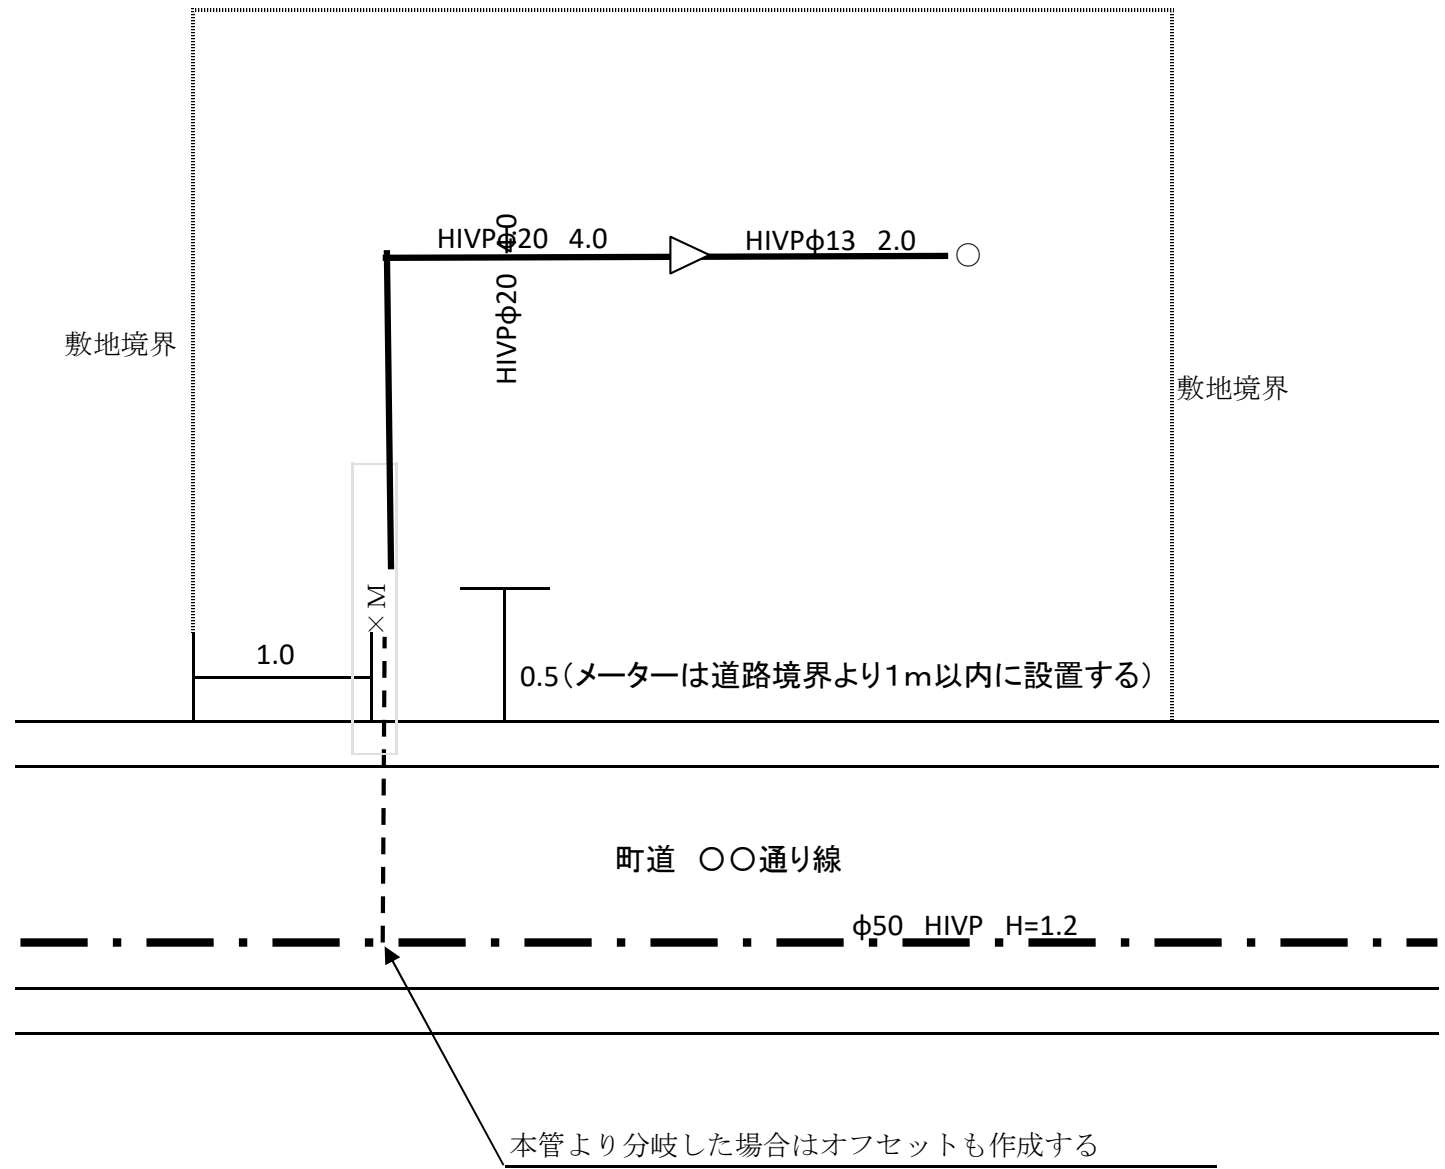 HIVPφ20 4.0
HIVPφ13 2.0
HIVPφ20 4.0
敷地境界
敷地境界
×M
1.0
0.5(メーターは道路境界より1m以内に設置する)
町道 ○○通り線
φ50 HIVP H=1.2
本管より分岐した場合はオフセットも作成する